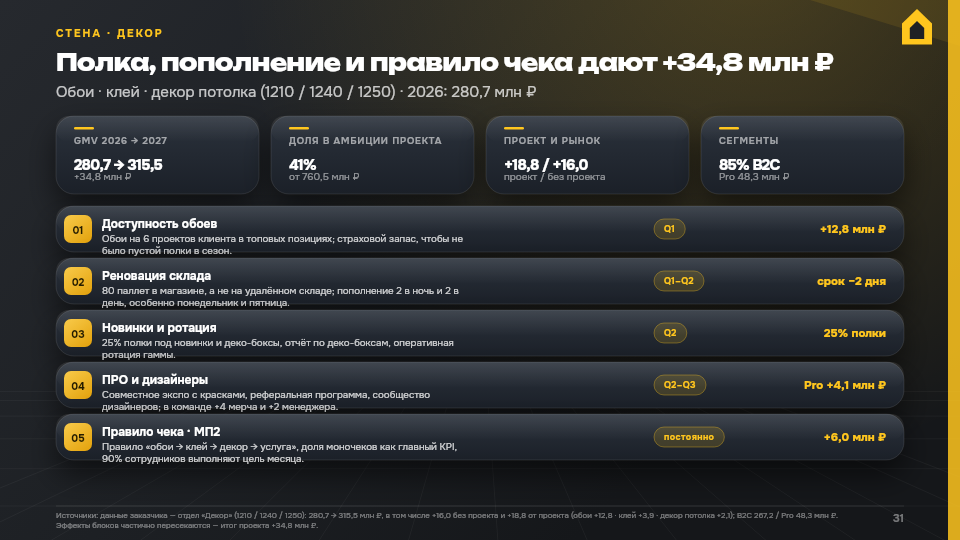 СТЕНА · ДЕКОР
Полка, пополнение и правило чека дают +34,8 млн ₽
Обои · клей · декор потолка (1210 / 1240 / 1250) · 2026: 280,7 млн ₽
GMV 2026 → 2027
280,7 → 315,5
+34,8 млн ₽
ДОЛЯ В АМБИЦИИ ПРОЕКТА
41%
от 760,5 млн ₽
ПРОЕКТ И РЫНОК
+18,8 / +16,0
проект / без проекта
СЕГМЕНТЫ
85% B2C
Pro 48,3 млн ₽
01
Доступность обоев
Обои на 6 проектов клиента в топовых позициях; страховой запас, чтобы не
было пустой полки в сезон.
Q1
+12,8 млн ₽
02
Реновация склада
80 паллет в магазине, а не на удалённом складе; пополнение 2 в ночь и 2 в
день, особенно понедельник и пятница.
Q1–Q2
срок −2 дня
03
Новинки и ротация
25% полки под новинки и деко-боксы, отчёт по деко-боксам, оперативная
ротация гаммы.
Q2
25% полки
04
ПРО и дизайнеры
Совместное экспо с красками, реферальная программа, сообщество
дизайнеров; в команде +4 мерча и +2 менеджера.
Q2–Q3
Pro +4,1 млн ₽
05
Правило чека · МП2
Правило «обои → клей → декор → услуга», доля моночеков как главный KPI,
90% сотрудников выполняют цель месяца.
постоянно
+6,0 млн ₽
Источники: данные заказчика — отдел «Декор» (1210 / 1240 / 1250): 280,7 → 315,5 млн ₽, в том числе +16,0 без проекта и +18,8 от проекта (обои +12,8 · клей +3,9 · декор потолка +2,1); B2C 267,2 / Pro 48,3 млн ₽.
Эффекты блоков частично пересекаются — итог проекта +34,8 млн ₽.
31